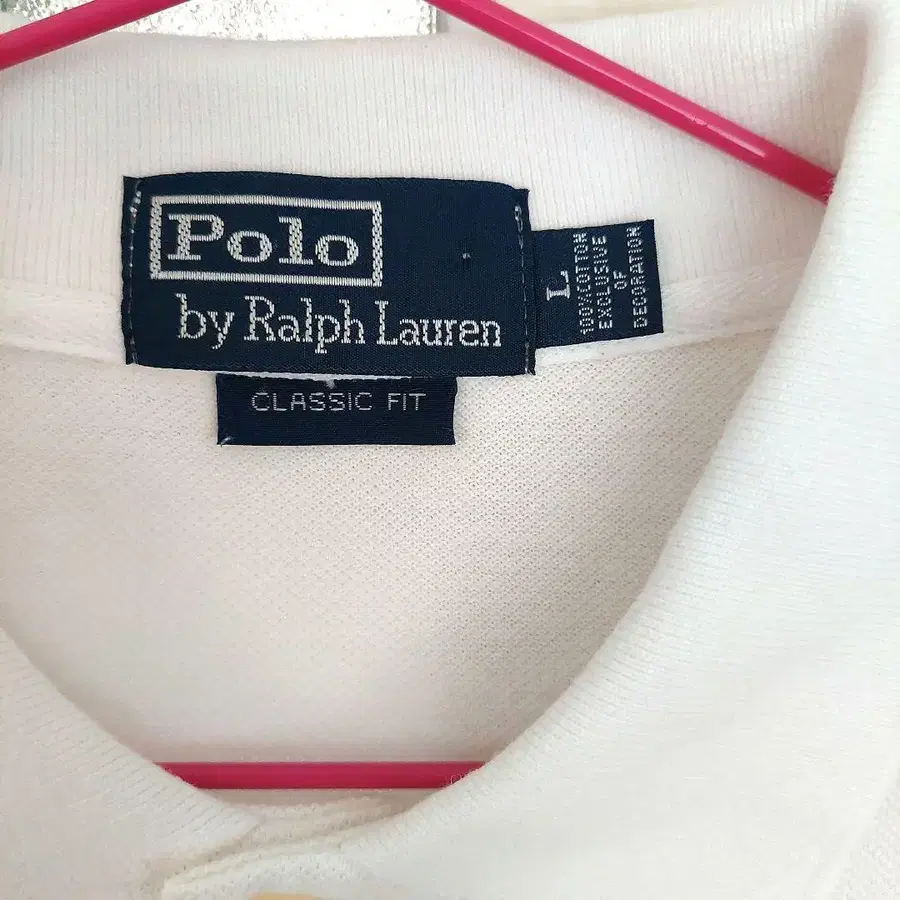 Polo
by Ralph Lauren
L
100% COTTON
EXCLUSIVE
OF
DECORATION
CLASSIC FIT